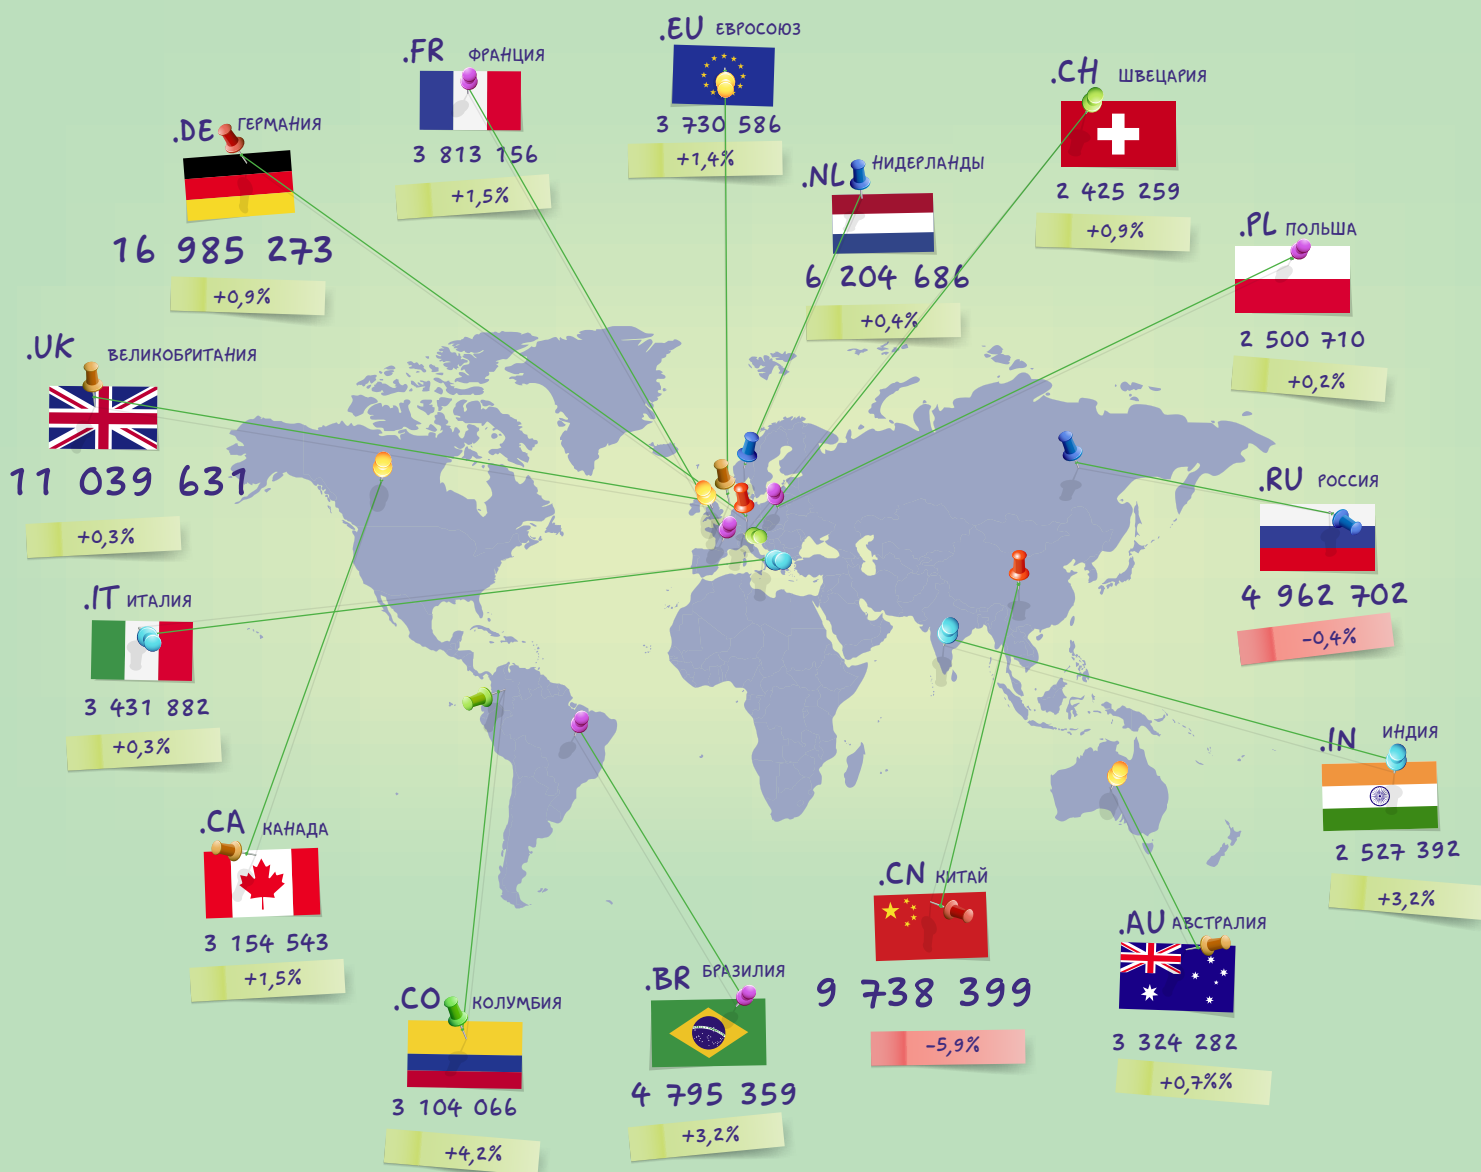 .EU ЕВРОСОЮЗ
3 730 586
+1,4%
.FR ФРАНЦИЯ
3 813 156
+1,5%
.CH ШВЕЦАРИЯ
2 425 259
+0,9%
.DE ГЕРМАНИЯ
16 985 273
+0,9%
.NL НИДЕРЛАНДЫ
6 204 686
+0,4%
.PL ПОЛЬША
2 500 710
+0,2%
.UK ВЕЛИКОБРИТАНИЯ
11 039 631
+0,3%
.RU РОССИЯ
4 962 702
-0,4%
.IT ИТАЛИЯ
3 431 882
+0,3%
.IN ИНДИЯ
2 527 392
+3,2%
.CA КАНАДА
3 154 543
+1,5%
.CN КИТАЙ
9 738 399
-5,9%
.AU АВСТРАЛИЯ
3 324 282
+0,7%%
.CO КОЛУМБИЯ
3 104 066
+4,2%
.BR БРАЗИЛИЯ
4 795 359
+3,2%